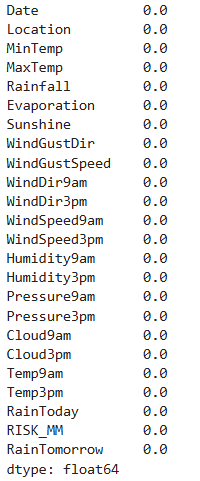 Date 0.0
Location 0.0
MinTemp 0.0
MaxTemp 0.0
Rainfall 0.0
Evaporation 0.0
Sunshine 0.0
WindGustDir 0.0
WindGustSpeed 0.0
WindDir9am 0.0
WindDir3pm 0.0
WindSpeed9am 0.0
WindSpeed3pm 0.0
Humidity9am 0.0
Humidity3pm 0.0
Pressure9am 0.0
Pressure3pm 0.0
Cloud9am 0.0
Cloud3pm 0.0
Temp9am 0.0
Temp3pm 0.0
RainToday 0.0
RISK_MM 0.0
RainTomorrow 0.0
dtype: float64